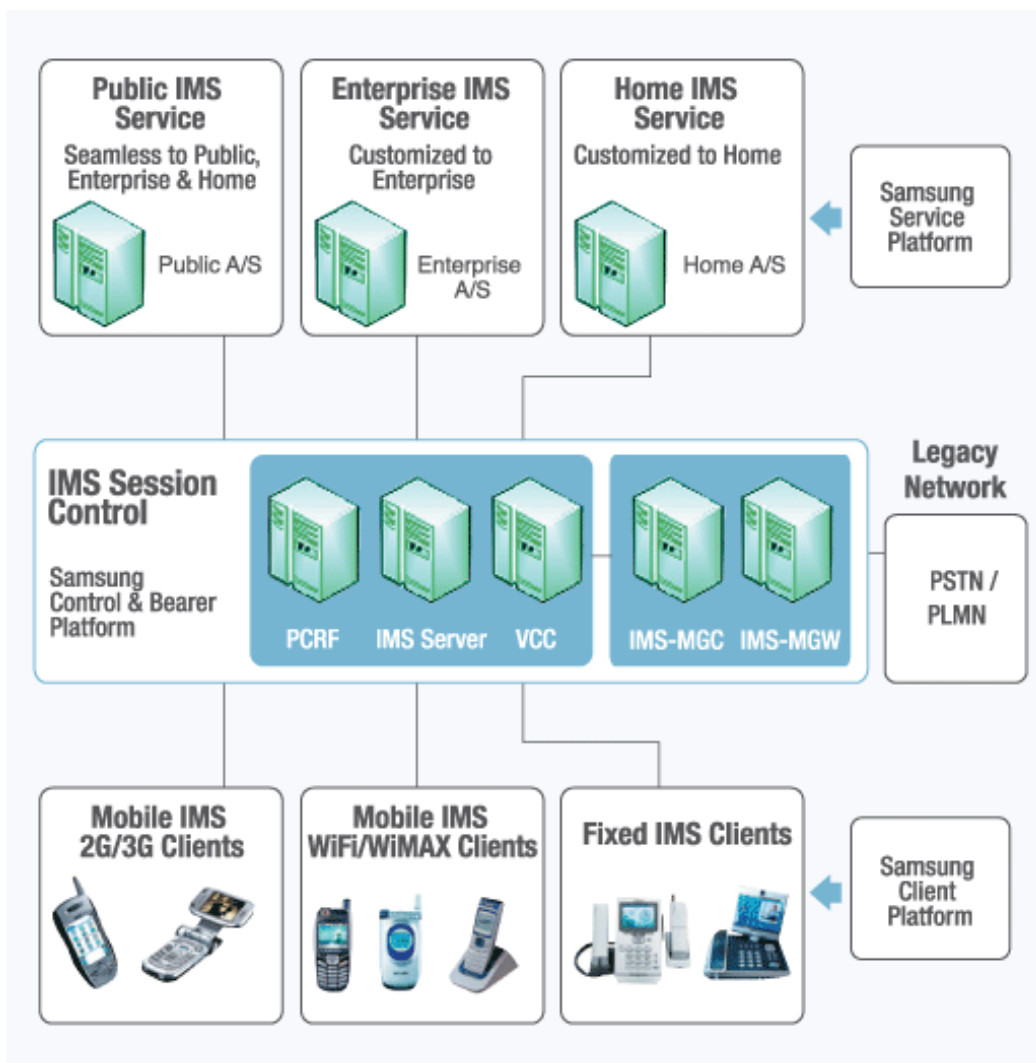 Public IMS
Service
Seamless to Public,
Enterprise & Home
Public A/S
Enterprise IMS
Service
Customized to
Enterprise
Enterprise
A/S
Home IMS
Service
Customized to Home
Home A/S
Samsung
Service
Platform
IMS Session
Control
Samsung
Control & Bearer
Platform
PCRF
IMS Server
VCC
IMS-MGC
IMS-MGW
Legacy
Network
PSTN /
PLMN
Mobile IMS
2G/3G Clients
Mobile IMS
WiFi/WiMAX Clients
Fixed IMS Clients
Samsung
Client
Platform